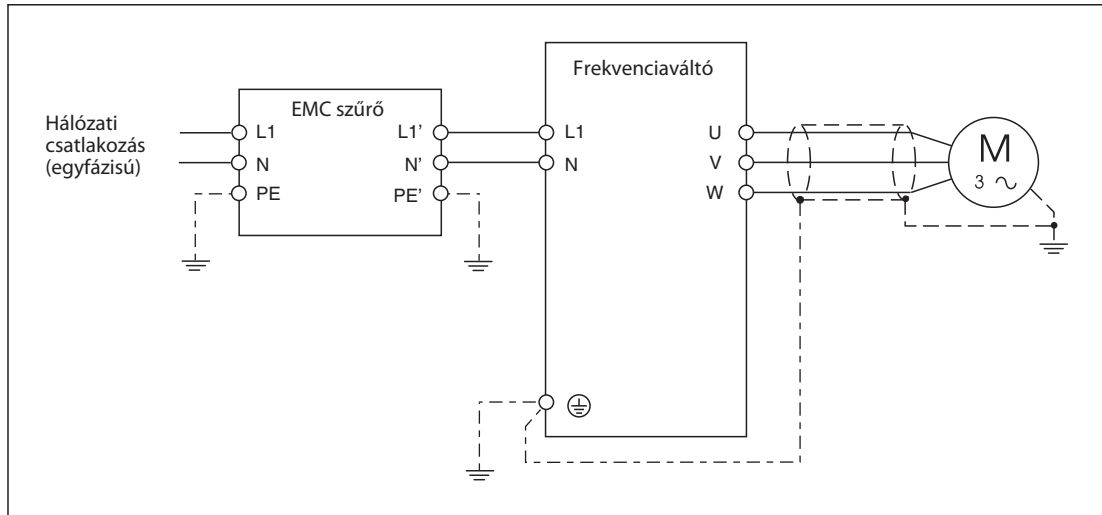 Frekvenciaváltó
EMC szűrő
Hálózati
csatlakozás
(egyfázisú)
L1 L1’ L1 U
N N’ N V
PE PE’ W
M
3 ~